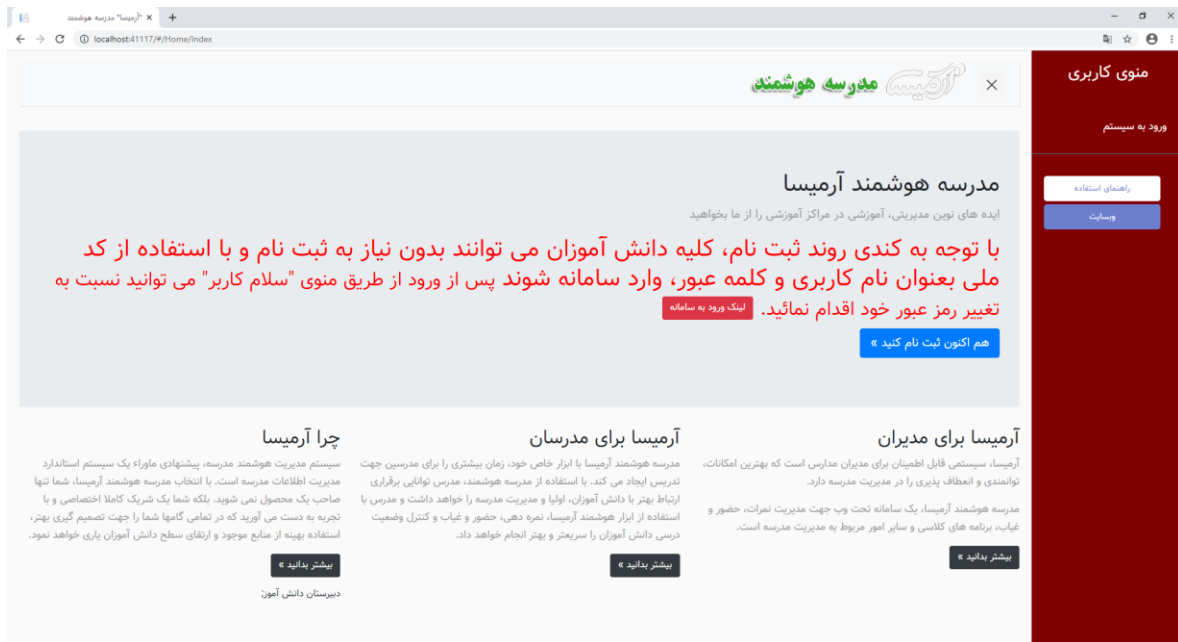 "آرمیسا" مدرسه هوشمند
localhost:41117/#/Home/Index
منوی کاربری
ورود به سیستم
راهنمای استفاده
وبسایت
آرمیسا مدرسه هوشمند
مدرسه هوشمند آرمیسا
ایده های نوین مدیریتی، آموزشی در مراکز آموزشی را از ما بخواهید
با توجه به کندی روند ثبت نام، کلیه دانش آموزان می توانند بدون نیاز به ثبت نام و با استفاده از کد
ملی بعنوان نام کاربری و کلمه عبور، وارد سامانه شوند پس از ورود از طریق منوی "سلام کاربر" می توانید نسبت به
تغییر رمز عبور خود اقدام نمائید. لینک ورود به سامانه
هم اکنون ثبت نام کنید »
آرمیسا برای مدیران
آرمیسا، سیستمی قابل اطمینان برای مدیران مدارس است که بهترین امکانات،
توانمندی و انعطاف پذیری را در مدیریت مدرسه دارد.
مدرسه هوشمند آرمیسا، یک سامانه تحت وب جهت مدیریت نمرات، حضور و
غیاب، برنامه های کلاسی و سایر امور مربوط به مدیریت مدرسه است.
بیشتر بدانید »
آرمیسا برای مدرسان
مدرسه هوشمند آرمیسا با ابزار خاص خود، زمان بیشتری را برای مدرسین جهت
تدریس ایجاد می کند. با استفاده از مدرسه هوشمند، مدرس توانایی برقراری
ارتباط بهتر با دانش آموزان، اولیا و مدیریت مدرسه را خواهد داشت و مدرس با
استفاده از ابزار هوشمند آرمیسا، نمره دهی، حضور و غیاب و کنترل وضعیت
درسی دانش آموزان را سریعتر و بهتر انجام خواهد داد.
بیشتر بدانید »
چرا آرمیسا
سیستم مدیریت هوشمند مدرسه، پیشنهادی ماوراء یک سیستم استاندارد
مدیریت اطلاعات مدرسه است. با انتخاب مدرسه هوشمند آرمیسا، شما تنها
صاحب یک محصول نمی شوید. بلکه شما یک شریک کاملا اختصاصی و با
تجربه به دست می آورید که در تمامی گامها شما را جهت تصمیم گیری بهتر،
استفاده بهینه از منابع موجود و ارتقای سطح دانش آموزان یاری خواهد نمود.
بیشتر بدانید »
دبیرستان دانش آموز;